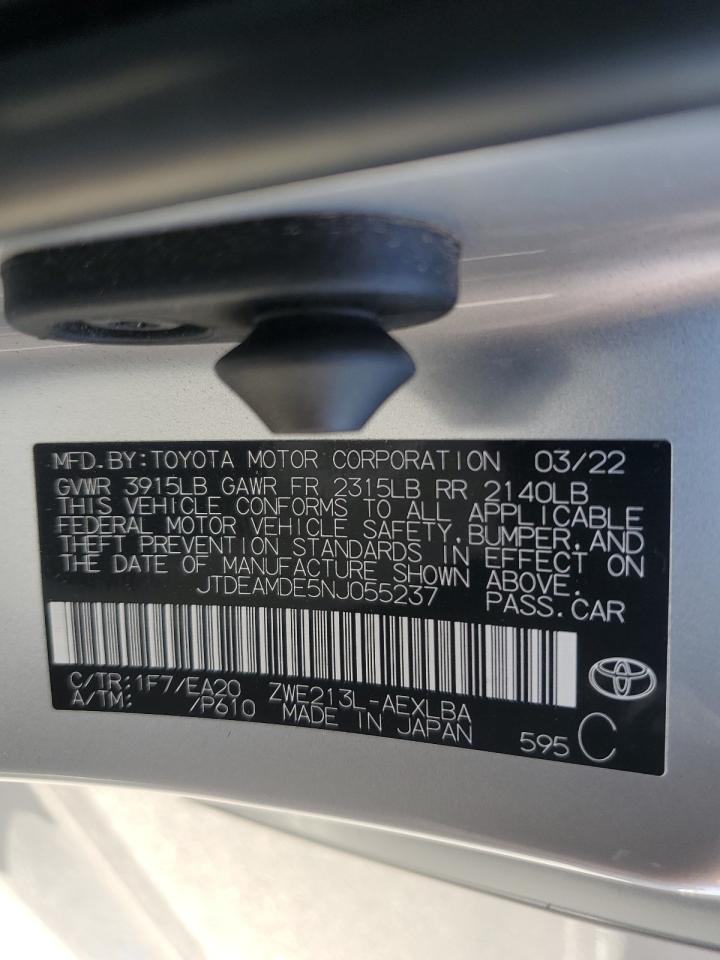 MFD. BY: TOYOTA MOTOR CORPORATION 03/22
GVWR 3915LB GAWR FR 2315LB RR 2140LB
THIS VEHICLE CONFORMS TO ALL APPLICABLE
FEDERAL MOTOR VEHICLE SAFETY, BUMPER, AND
THEFT PREVENTION STANDARDS IN EFFECT ON
THE DATE OF MANUFACTURE SHOWN ABOVE.
JTDEAMDE5NJ055237 PASS. CAR
C/TR: 1F7/EA20 ZWE213L-AEXLBA
A/TM: /P610 MADE IN JAPAN 595 C